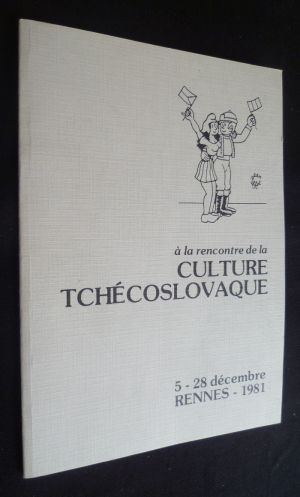 à la rencontre de la
CULTURE
TCHÉCOSLOVAQUE
5 - 28 décembre
RENNES - 1981